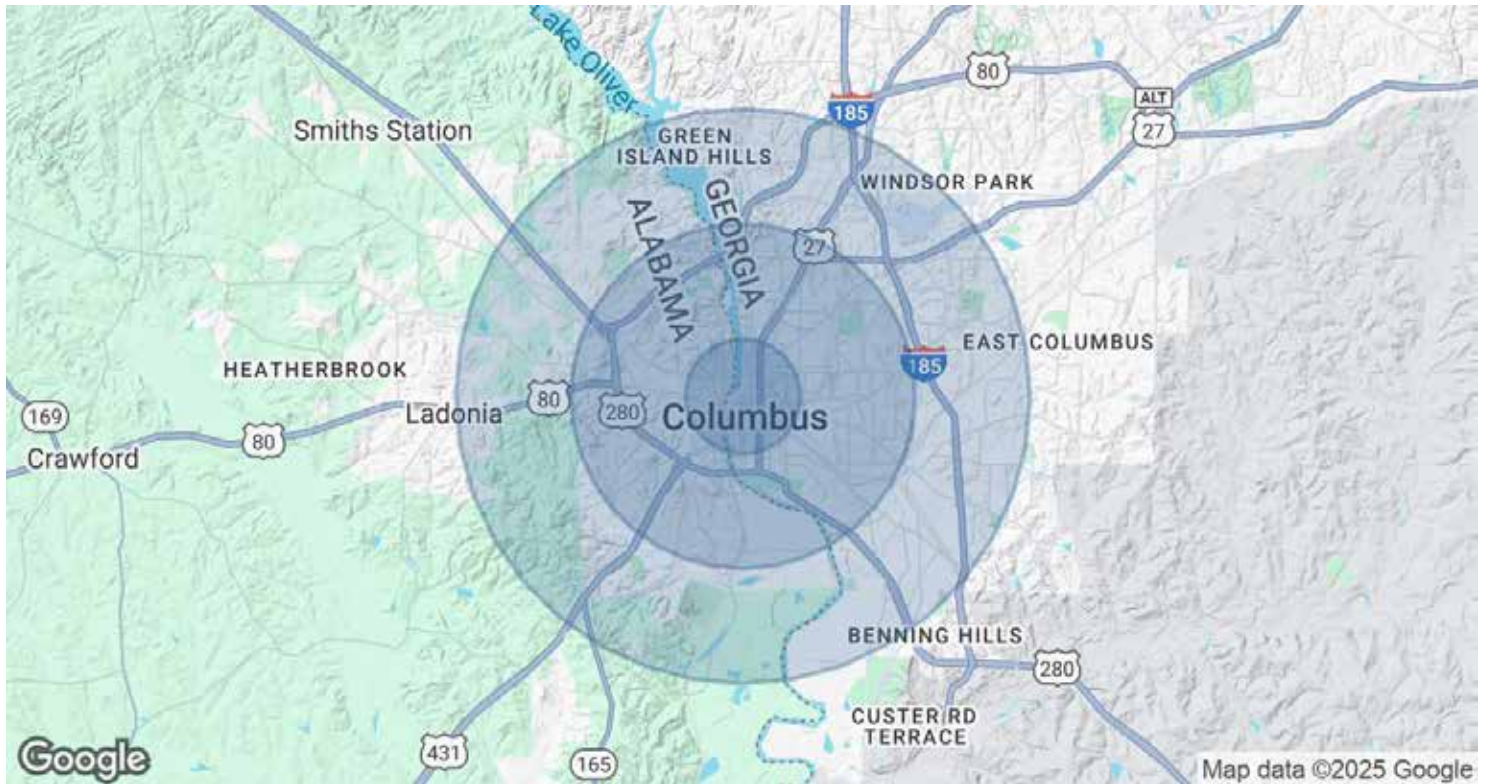 Lake Oliver
80
ALT
27
185
Smiths Station
GREEN
ISLAND HILLS
WINDSOR PARK
GEORGIA
ALABAMA
27
EAST COLUMBUS
185
HEATHERBROOK
80
280
Ladonia
Columbus
169
80
Crawford
BENNING HILLS
280
CUSTER RD
TERRACE
431
165
Google
Map data ©2025 Google